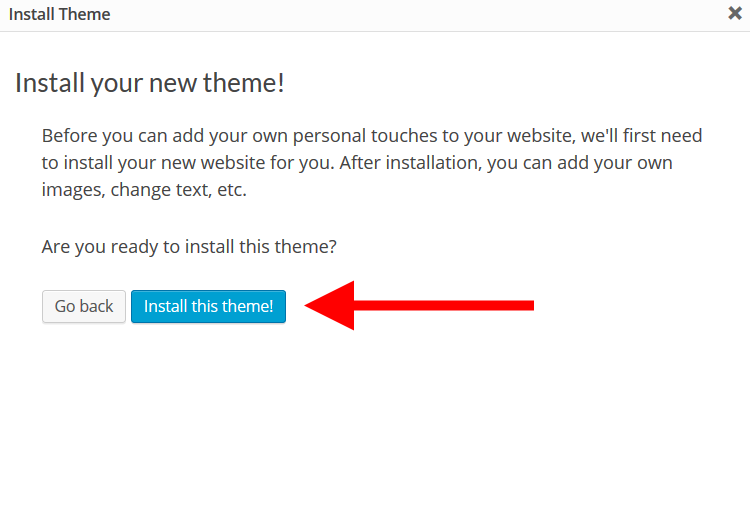 Install Theme
Install your new theme!
Before you can add your own personal touches to your website, we'll first need
to install your new website for you. After installation, you can add your own
images, change text, etc.
Are you ready to install this theme?
Go back
Install this theme!